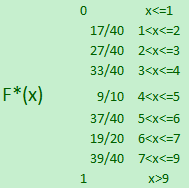 0 x<=1
17/40 1<x<=2
27/40 2<x<=3
33/40 3<x<=4
F*(x) 9/10 4<x<=5
37/40 5<x<=6
19/20 6<x<=7
39/40 7<x<=9
1 x>9